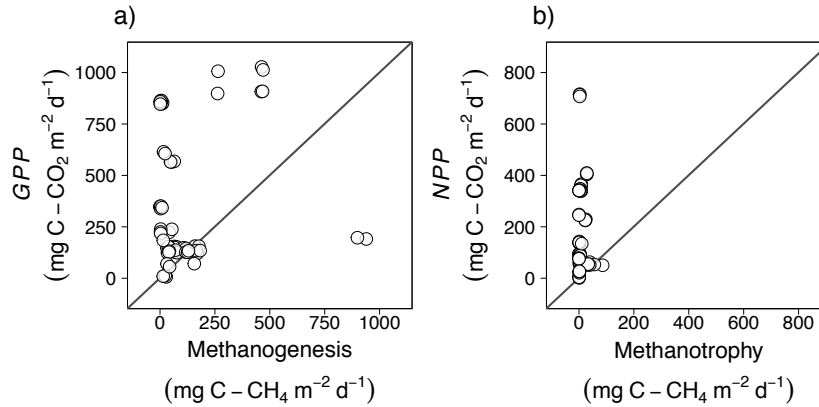 a)
GPP
(mg C − CO₂ m⁻² d⁻¹)
1000
750
500
250
0
0 250 500 750 1000
Methanogenesis
(mg C − CH₄ m⁻² d⁻¹)
b)
NPP
(mg C − CO₂ m⁻² d⁻¹)
800
600
400
200
0
0 200 400 600 800
Methanotrophy
(mg C − CH₄ m⁻² d⁻¹)